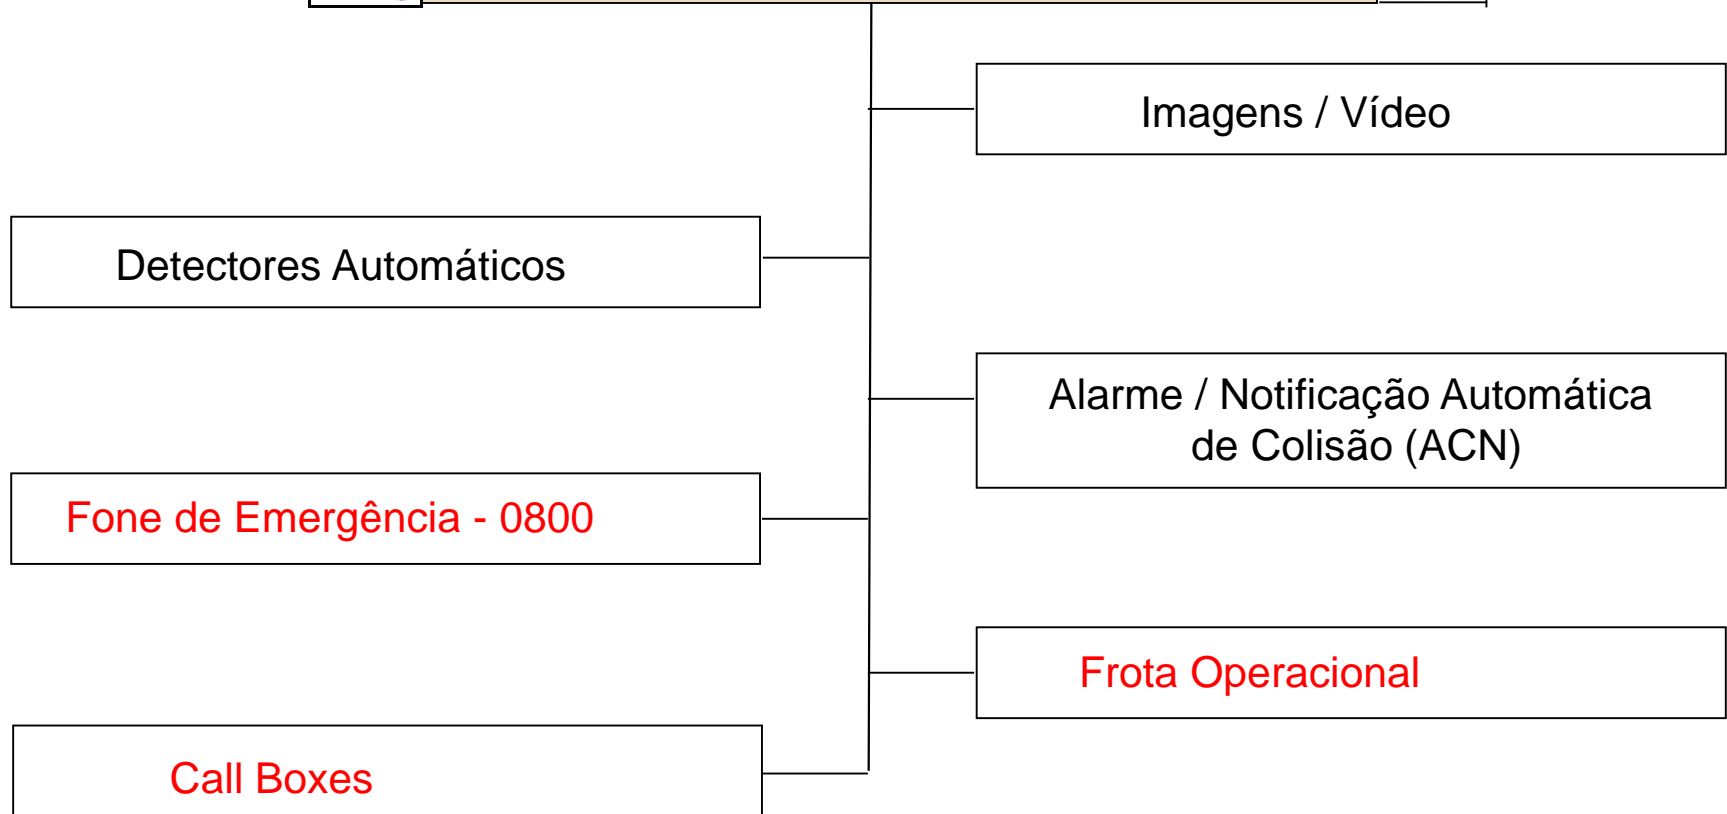 Imagens / Vídeo
Detectores Automáticos
Alarme / Notificação Automática
de Colisão (ACN)
Fone de Emergência - 0800
Frota Operacional
Call Boxes